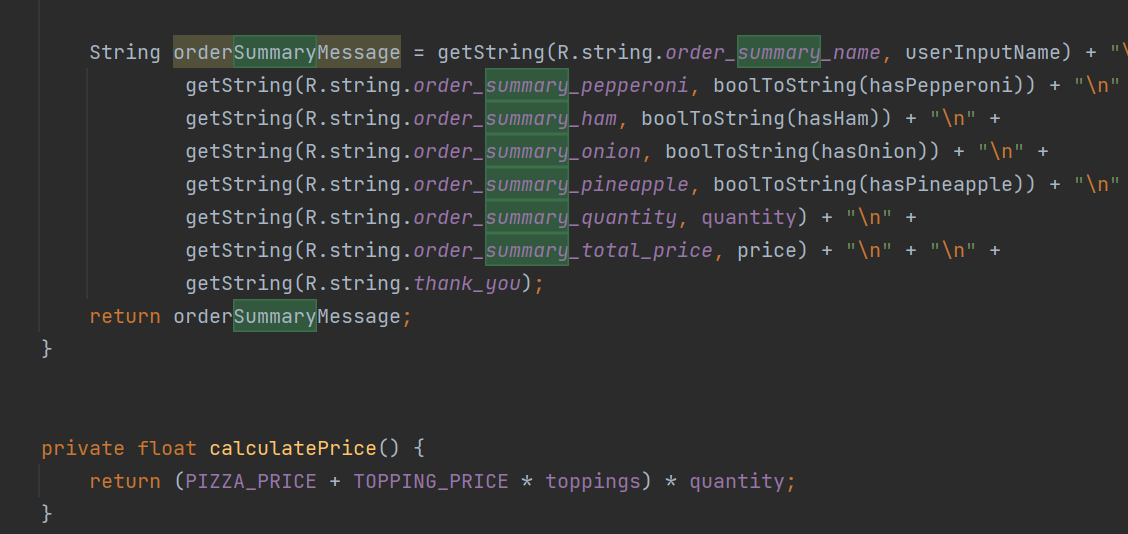 String orderSummaryMessage = getString(R.string.order_summary_name, userInputName) + "\
getString(R.string.order_summary_pepperoni, boolToString(hasPepperoni)) + "\n"
getString(R.string.order_summary_ham, boolToString(hasHam)) + "\n" +
getString(R.string.order_summary_onion, boolToString(hasOnion)) + "\n" +
getString(R.string.order_summary_pineapple, boolToString(hasPineapple)) + "\n"
getString(R.string.order_summary_quantity, quantity) + "\n" +
getString(R.string.order_summary_total_price, price) + "\n" + "\n" +
getString(R.string.thank_you);
return orderSummaryMessage;
}
private float calculatePrice() {
return (PIZZA_PRICE + TOPPING_PRICE * toppings) * quantity;
}